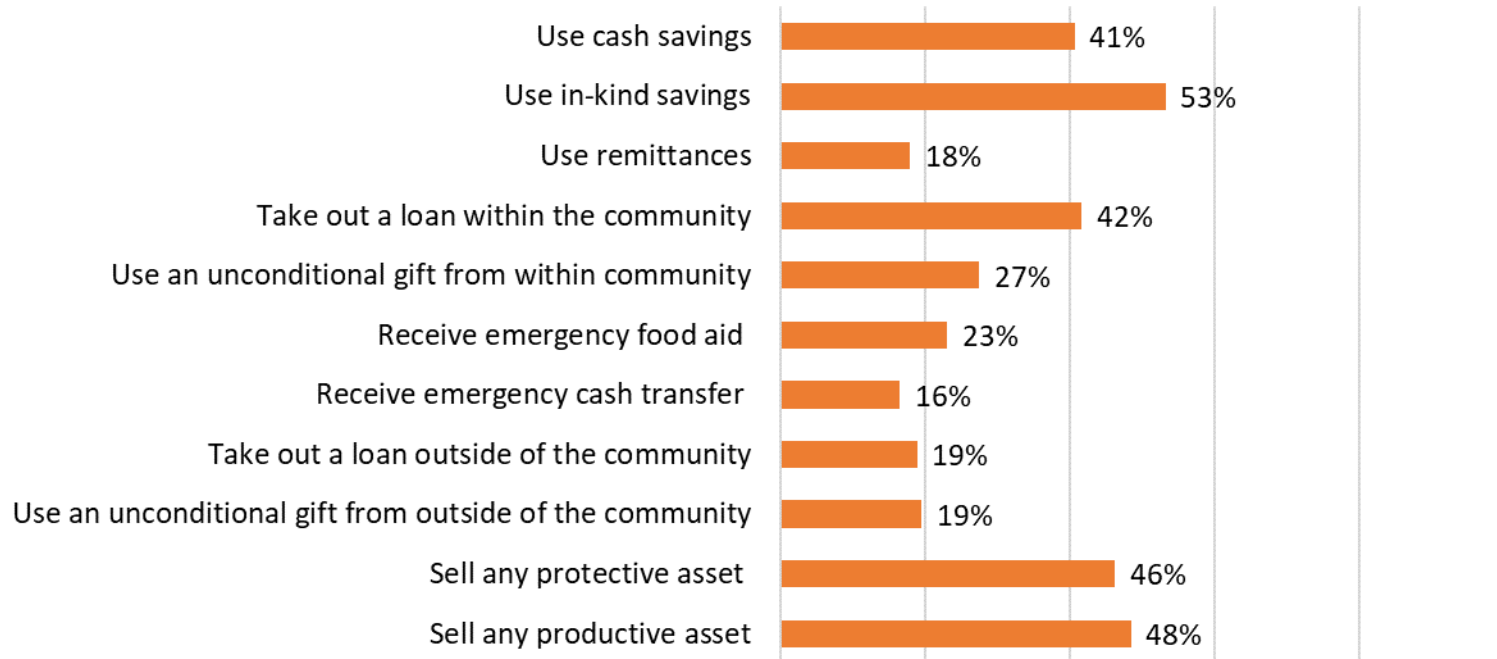 Use cash savings 41%
Use in-kind savings 53%
Use remittances 18%
Take out a loan within the community 42%
Use an unconditional gift from within community 27%
Receive emergency food aid 23%
Receive emergency cash transfer 16%
Take out a loan outside of the community 19%
Use an unconditional gift from outside of the community 19%
Sell any protective asset 46%
Sell any productive asset 48%